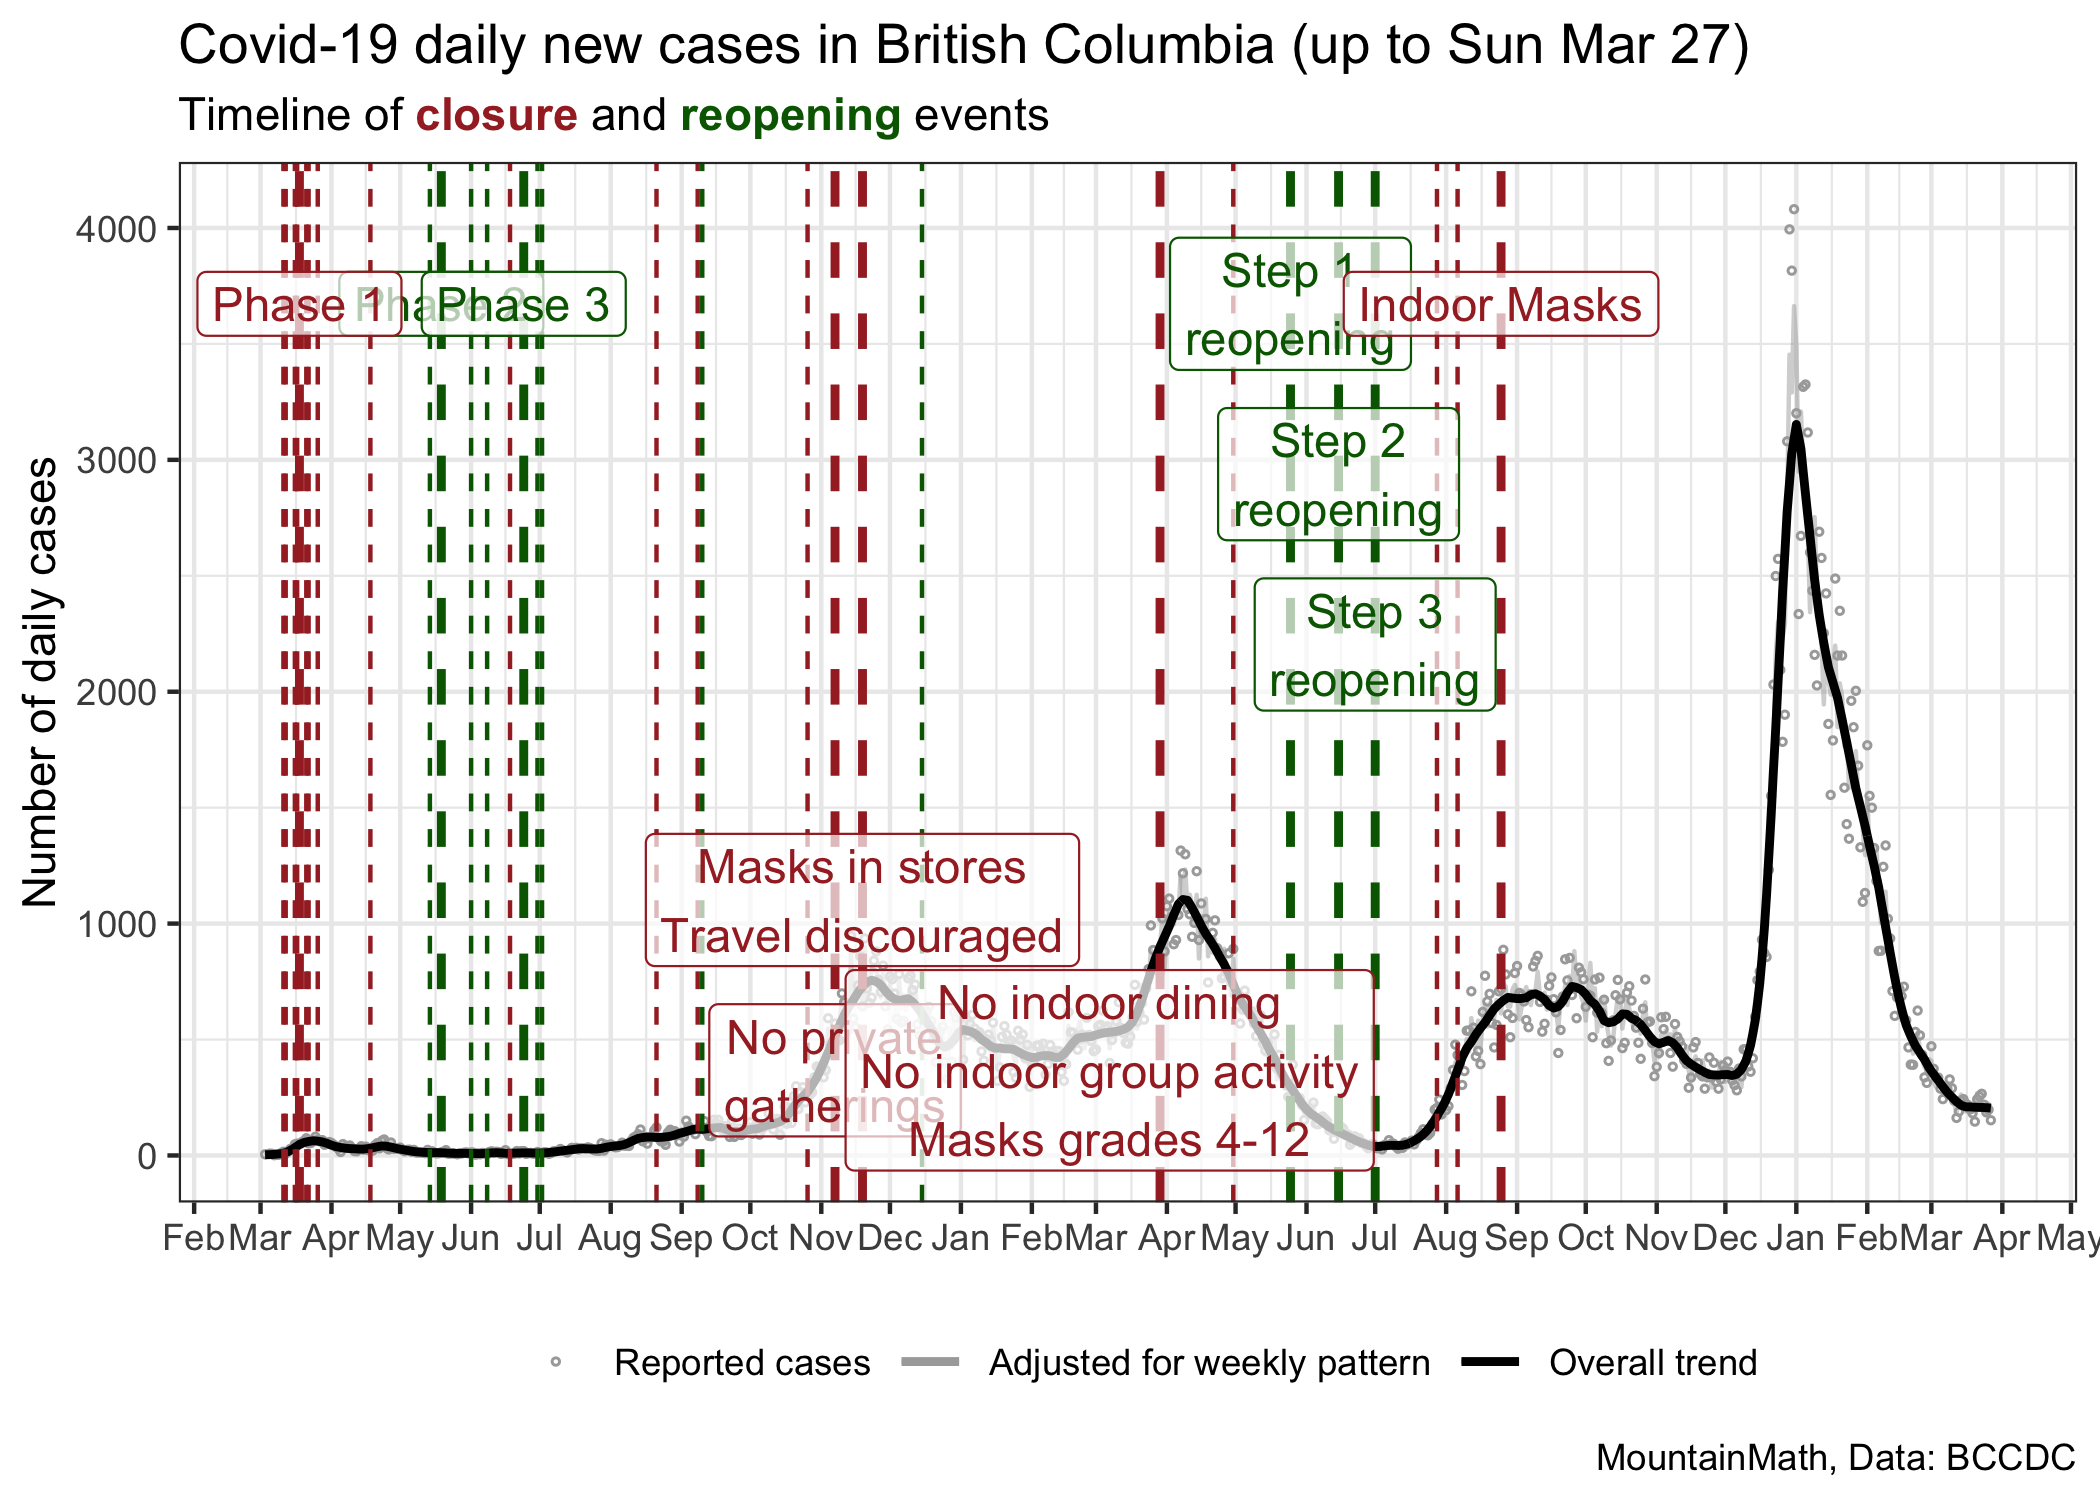 Covid-19 daily new cases in British Columbia (up to Sun Mar 27)
Timeline of closure and reopening events
Number of daily cases
4000
3000
2000
1000
0
Phase 1
Phase 2
Phase 3
Step 1
reopening
Indoor Masks
Step 2
reopening
Step 3
reopening
Masks in stores
Travel discouraged
No private
gatherings
No indoor dining
No indoor group activity
Masks grades 4-12
Feb Mar Apr May Jun Jul Aug Sep Oct Nov Dec Jan Feb Mar Apr May Jun Jul Aug Sep Oct Nov Dec Jan Feb Mar Apr May
Reported cases Adjusted for weekly pattern Overall trend
MountainMath, Data: BCCDC